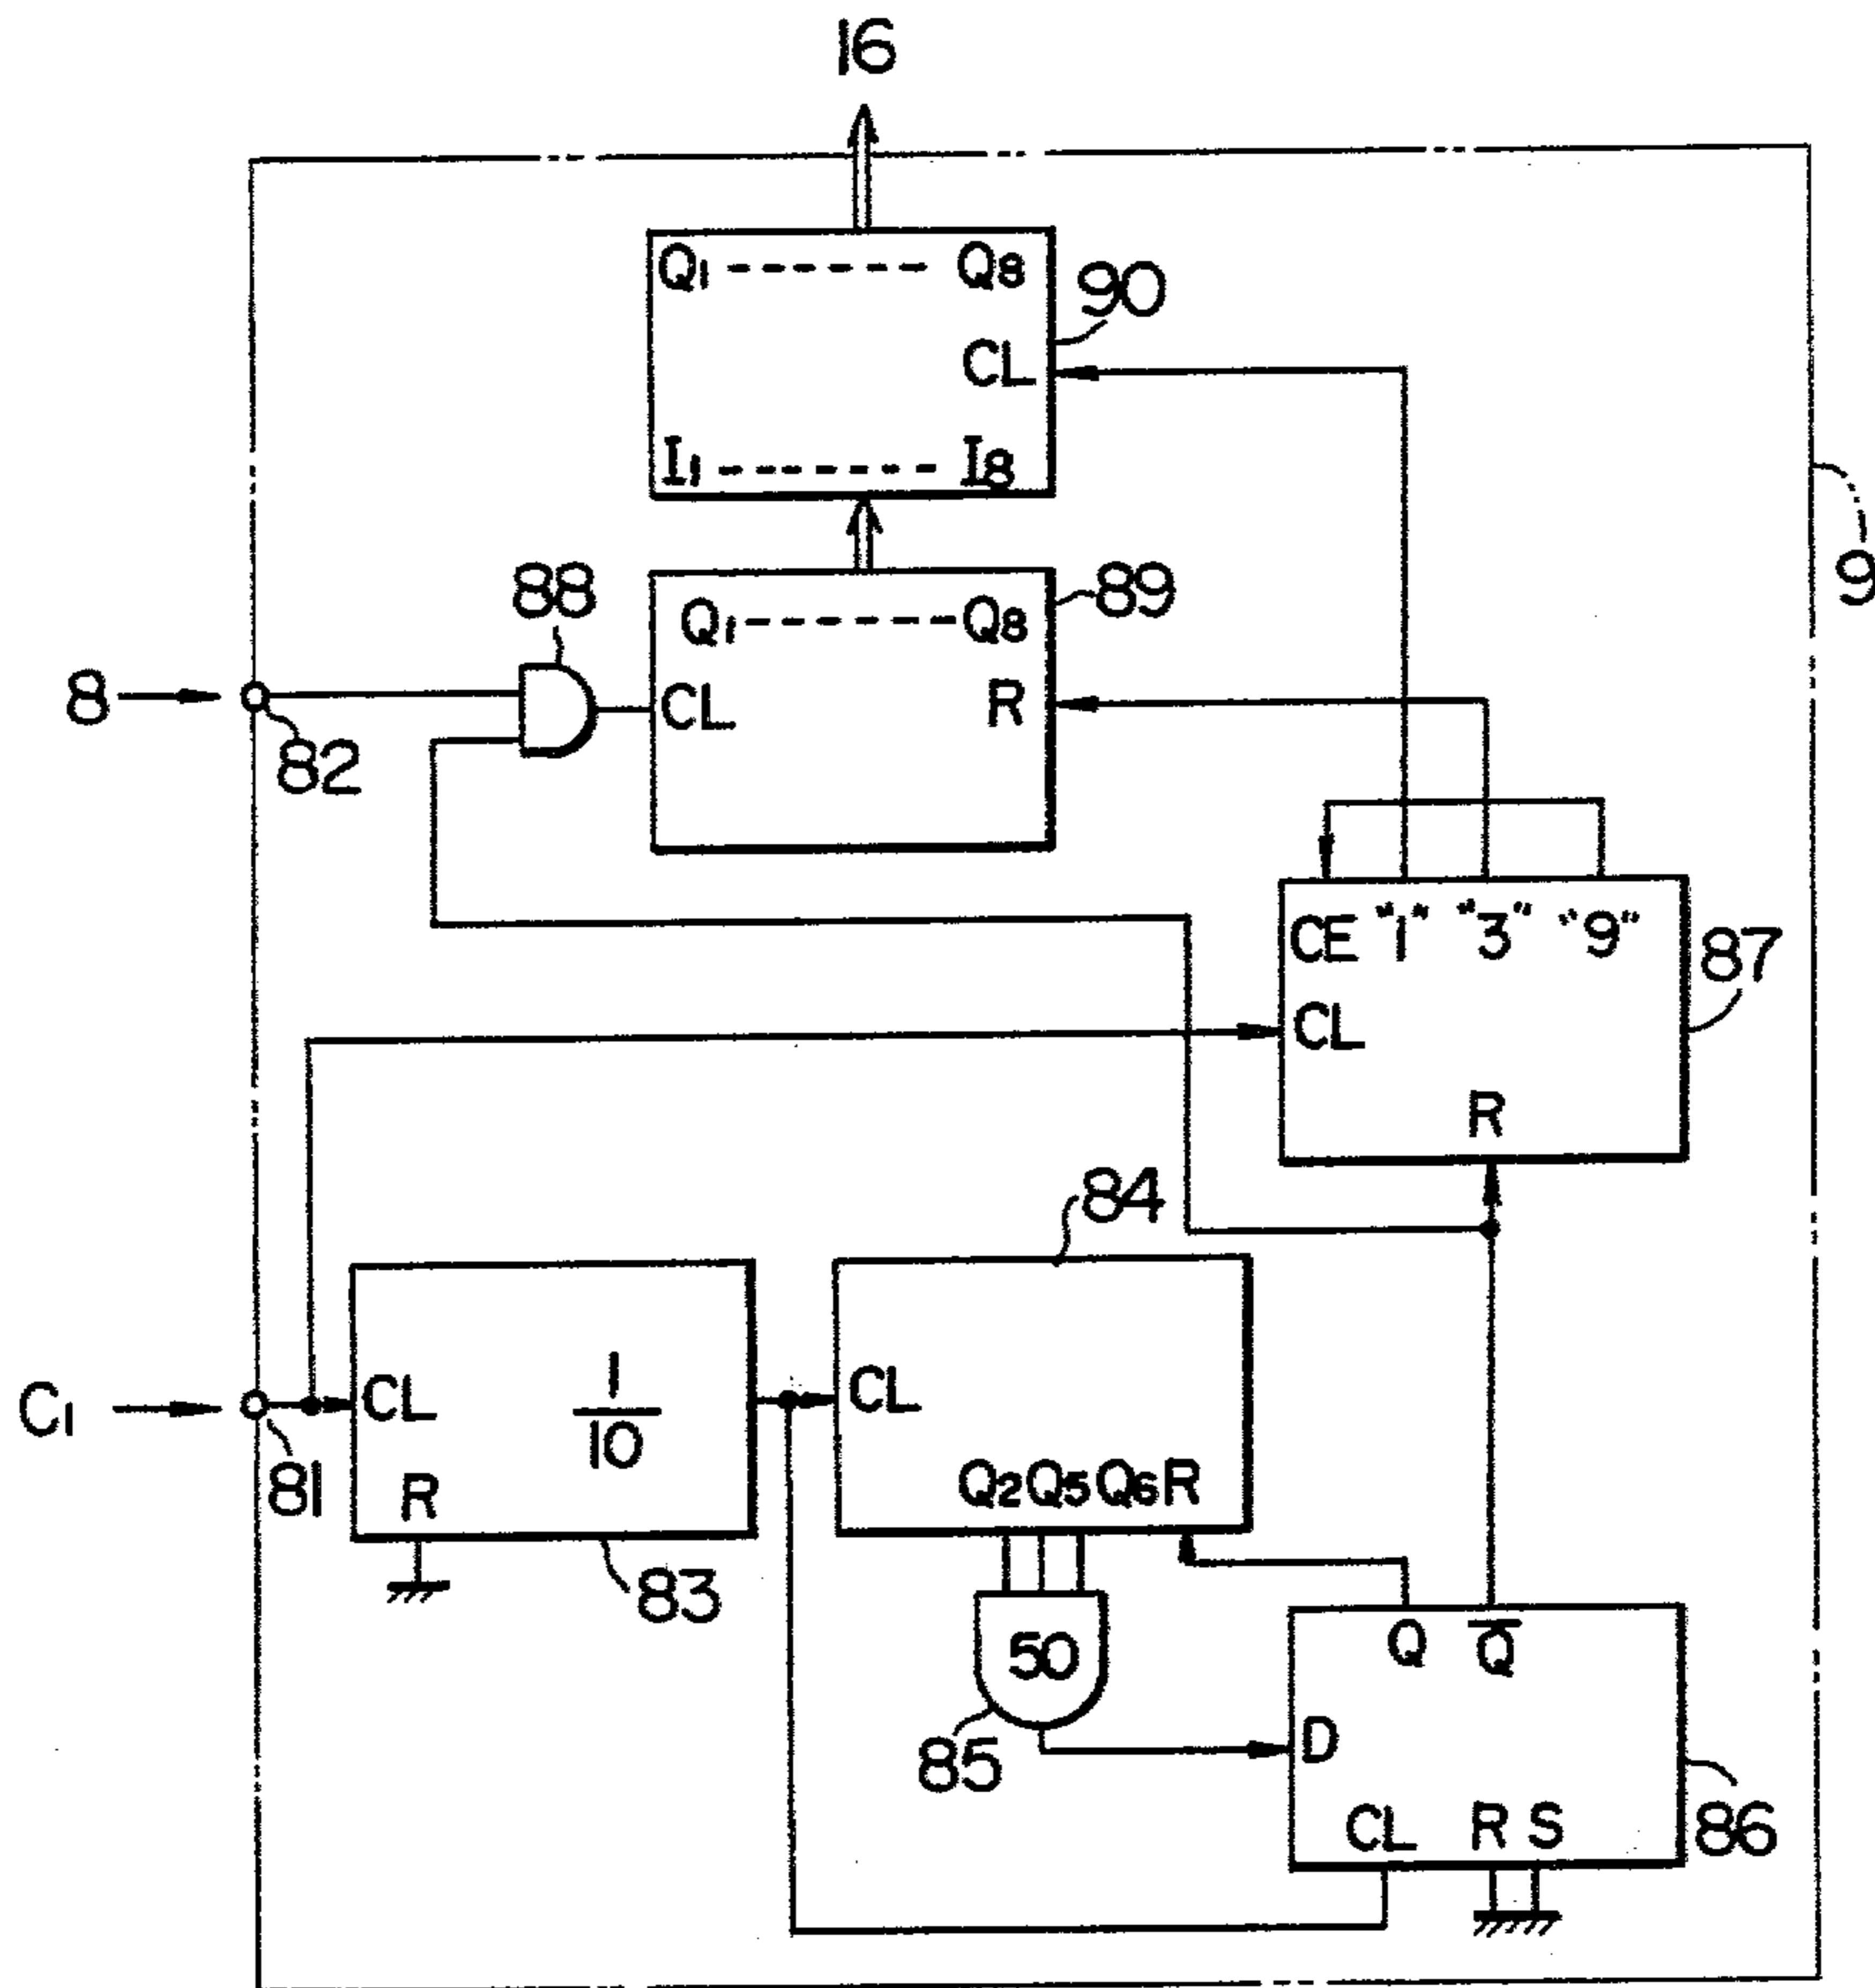 16
Q1 Q8
90
CL
I1 I8
9
88
89
Q1 Q8
8
CL R
82
CE "1" "3" "9"
87
CL
R
84
C1
CL 1/10
CL
81
R
Q2 Q5 Q6 R
83
50
Q Q̅
85
D
CL R S
86